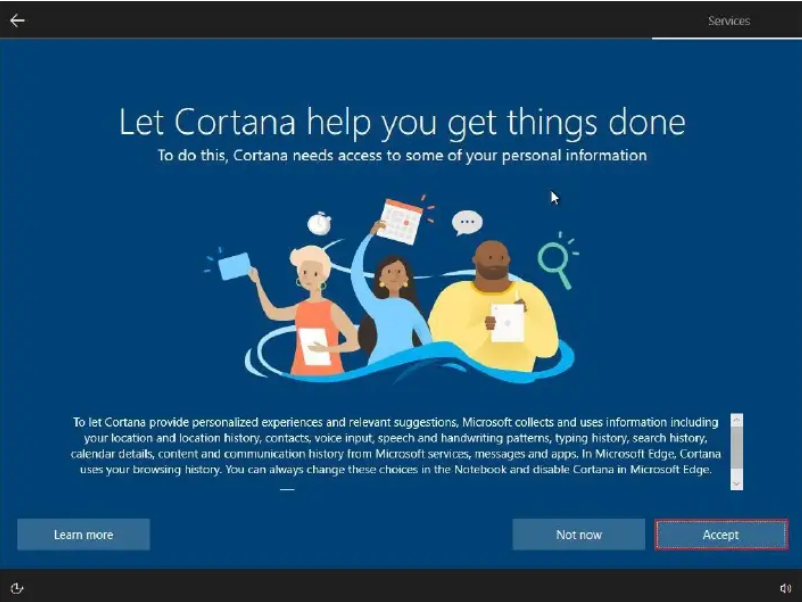 Services
Let Cortana help you get things done
To do this, Cortana needs access to some of your personal information
To let Cortana provide personalized experiences and relevant suggestions, Microsoft collects and uses information including
your location and location history, contacts, voice input, speech and handwriting patterns, typing history, search history,
calendar details, content and communication history from Microsoft services, messages and apps. In Microsoft Edge, Cortana
uses your browsing history. You can always change these choices in the Notebook and disable Cortana in Microsoft Edge.
Learn more
Not now
Accept